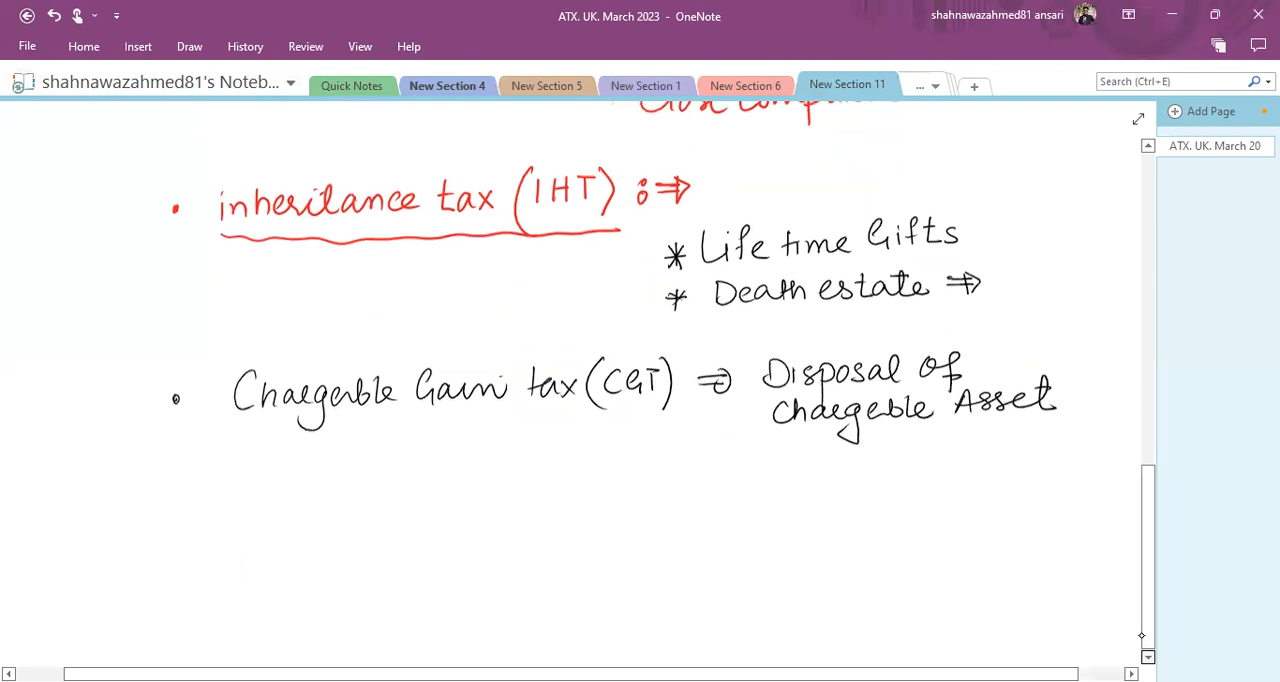 ATX. UK. March 2023 - OneNote
shahnawazahmed81 ansari
File Home Insert Draw History Review View Help
shahnawazahmed81's Noteb... Quick Notes New Section 4 New Section 5 New Section 1 New Section 6 New Section 11 ... Search (Ctrl+E)
Add Page
ATX. UK. March 20
• inheritance tax (IHT) :⇒
* Life time Gifts
* Death estate ⇒
• Chargerble Gain tax (CGT) ⇒ Disposal of
Chargerble Asset